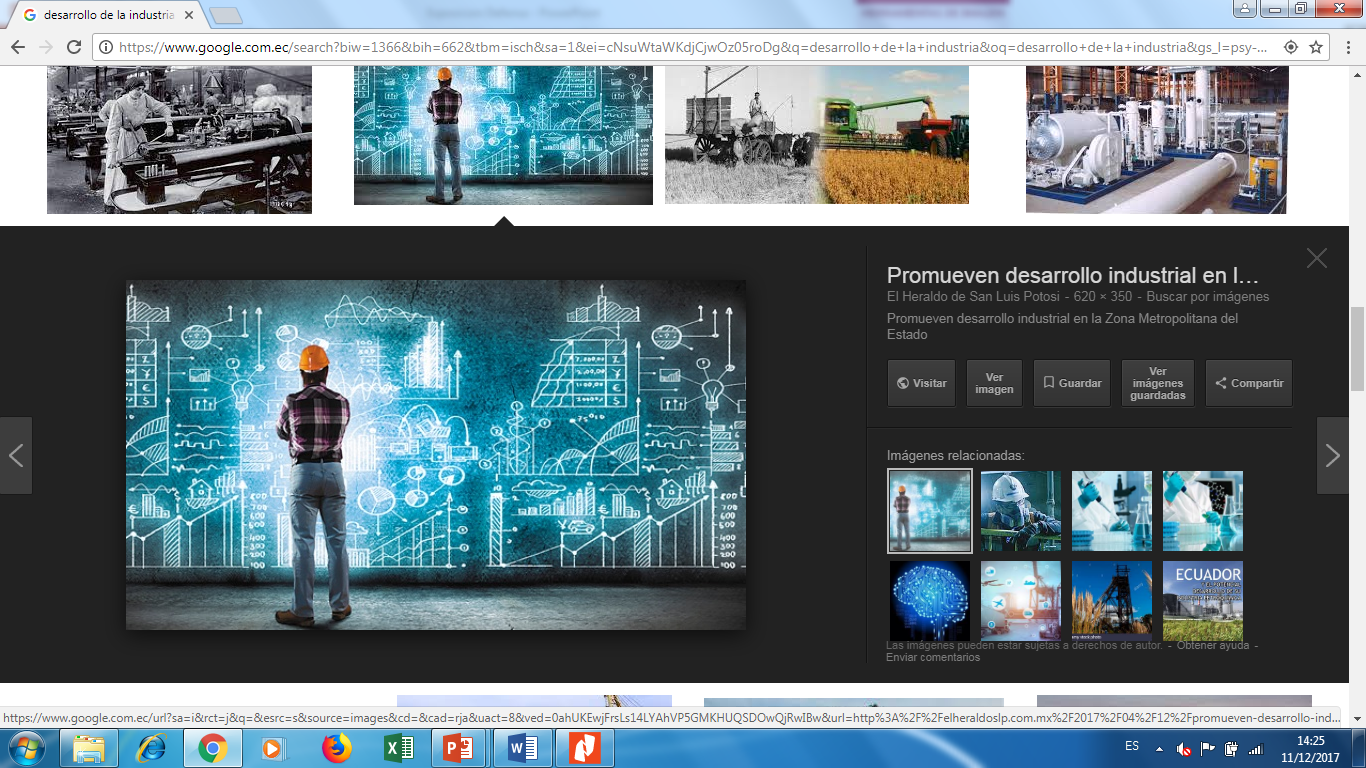 desarrollo de la industria
https://www.google.com.ec/search?biw=1366&bih=662&tbm=isch&sa=1&ei=cNsuWtaWKdjCjwOz05roDg&q=desarrollo+de+la+industria&oq=desarrollo+de+la+industria&gs_l=psy-...
Promueven desarrollo industrial en l…
El Heraldo de San Luis Potosi - 620 × 350 - Buscar por imágenes
Promueven desarrollo industrial en la Zona Metropolitana del
Estado
Visitar
Ver
imagen
Guardar
Ver
imágenes
guardadas
Compartir
Imágenes relacionadas:
ECUADOR
Las imágenes pueden estar sujetas a derechos de autor. - Obtener ayuda -
Enviar comentarios
https://www.google.com.ec/url?sa=i&rct=j&q=&esrc=s&source=images&cd=&cad=rja&uact=8&ved=0ahUKEwjFrsLs14LYAhVP5GMKHUQSDOwQjRwIBw&url=http%3A%2F%2Felheraldoslp.com.mx%2F2017%2F04%2F12%2Fpromueven-desarrollo-ind...
ES
14:25
11/12/2017